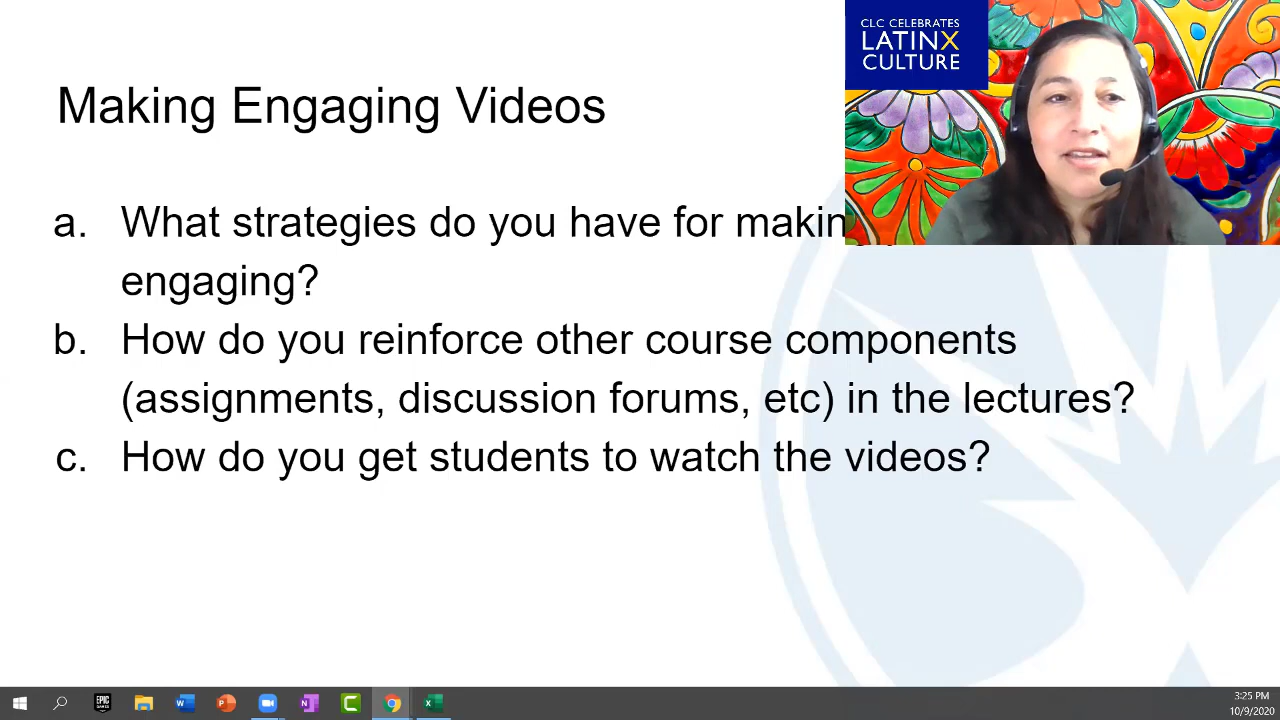 CLC CELEBRATES
LATINX
CULTURE
Making Engaging Videos
a. What strategies do you have for
engaging?
b. How do you reinforce other course components
(assignments, discussion forums, etc) in the lectures?
c. How do you get students to watch the videos?
EPIC
GAMES
W
P
N
C
X
3:25 PM
10/9/2020